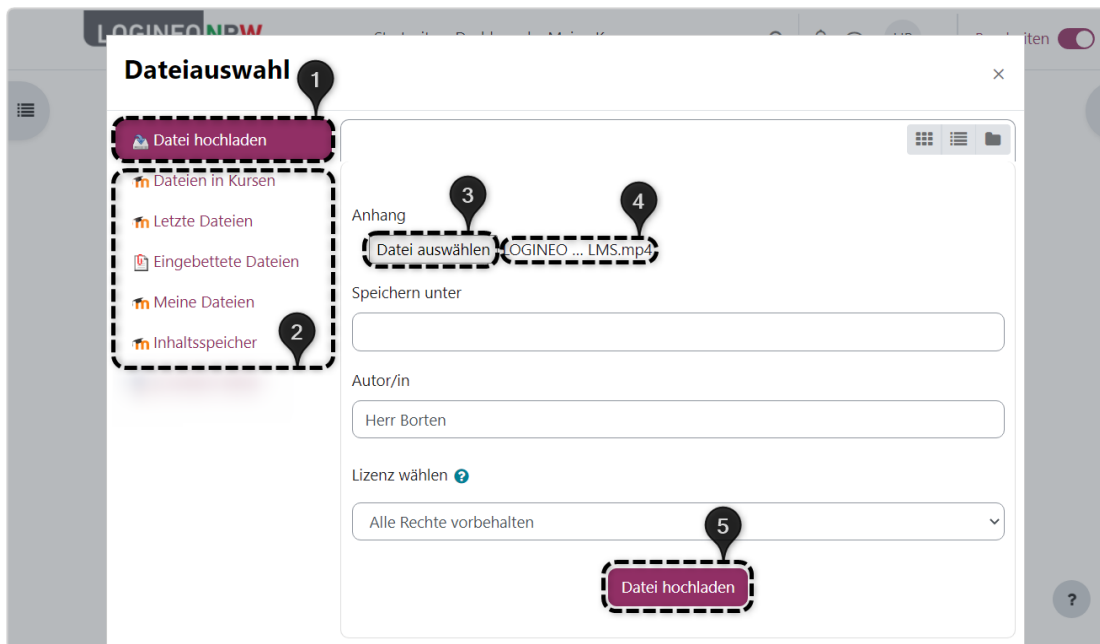 LOGINEO NRW
iten
Dateiauswahl
1
×
Datei hochladen
Dateien in Kursen
Letzte Dateien
Eingebettete Dateien
Meine Dateien
Inhaltsspeicher
2
3
4
Anhang
Datei auswählen LOGINEO ... LMS.mp4
Speichern unter
Autor/in
Herr Borten
Lizenz wählen ?
Alle Rechte vorbehalten
5
Datei hochladen
?